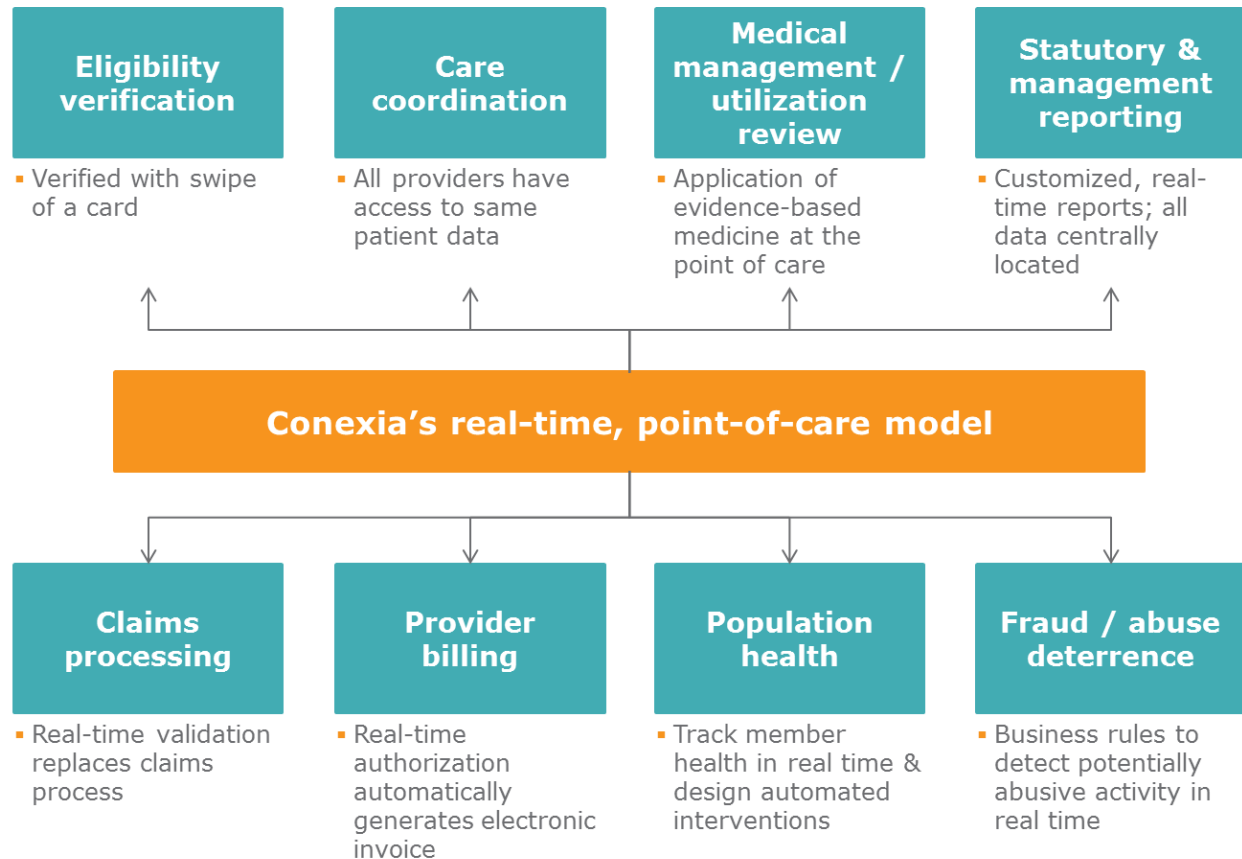 Eligibility
verification
▪ Verified with swipe
of a card
Care
coordination
▪ All providers have
access to same
patient data
Medical
management /
utilization
review
▪ Application of
evidence-based
medicine at the
point of care
Statutory &
management
reporting
▪ Customized, real-
time reports; all
data centrally
located
Conexia’s real-time, point-of-care model
Claims
processing
▪ Real-time validation
replaces claims
process
Provider
billing
▪ Real-time
authorization
automatically
generates electronic
invoice
Population
health
▪ Track member
health in real time &
design automated
interventions
Fraud / abuse
deterrence
▪ Business rules to
detect potentially
abusive activity in
real time